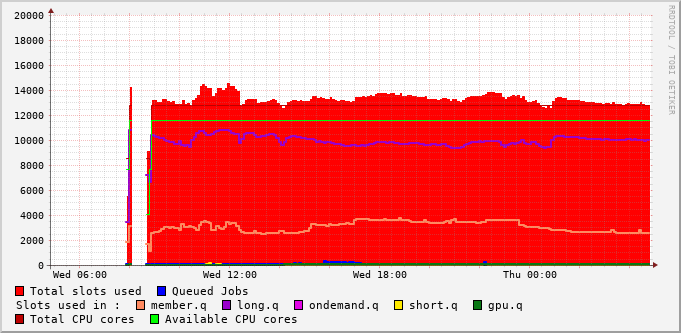 20000
18000
16000
14000
12000
10000
8000
6000
4000
2000
0
Wed 06:00 Wed 12:00 Wed 18:00 Thu 00:00
RRDTOOL / TOBI OETIKER
Total slots used Queued Jobs
Slots used in : member.q long.q ondemand.q short.q gpu.q
Total CPU cores Available CPU cores